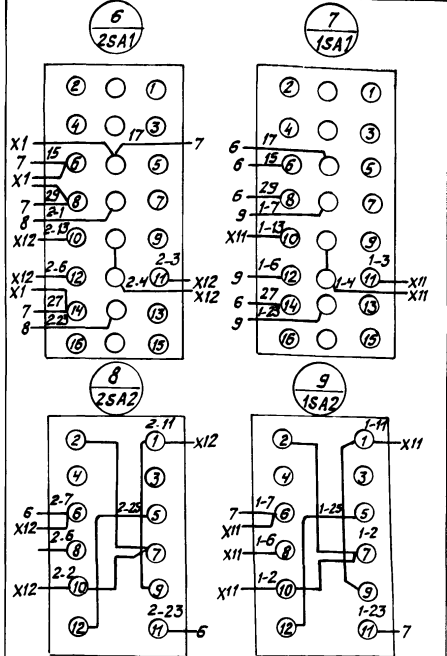 6
2SA1
2 1
4 3
X1 17 7
7 15 6 5
X1
29 8 7
7
8 2-1
X12 2-13 10 9
2-3
X12 2-6 12 2-4 11 X12
X1 X12
7 27 14 13
8 2-23
16 15
7
1SA1
2 1
4 3
17
6
6 15 6 5
6 29 8 7
9 1-7
X11 1-13 10 9
1-3
9 1-6 12 1-4 11 X11
X11
6 27 14 13
9 1-23
16 15
8
2SA2
2-11
2 1 X12
4 3
6 2-7 6 2-23 5
X12
2-6 8 7
X12 2-2 10 9
2-23
12 11 6
9
1SA2
1-11
2 1 X11
4 3
7 1-7 6 1-23 5
X11
1-2
X11 1-6 8 7
X11 1-2 10 9
1-23
12 11 7